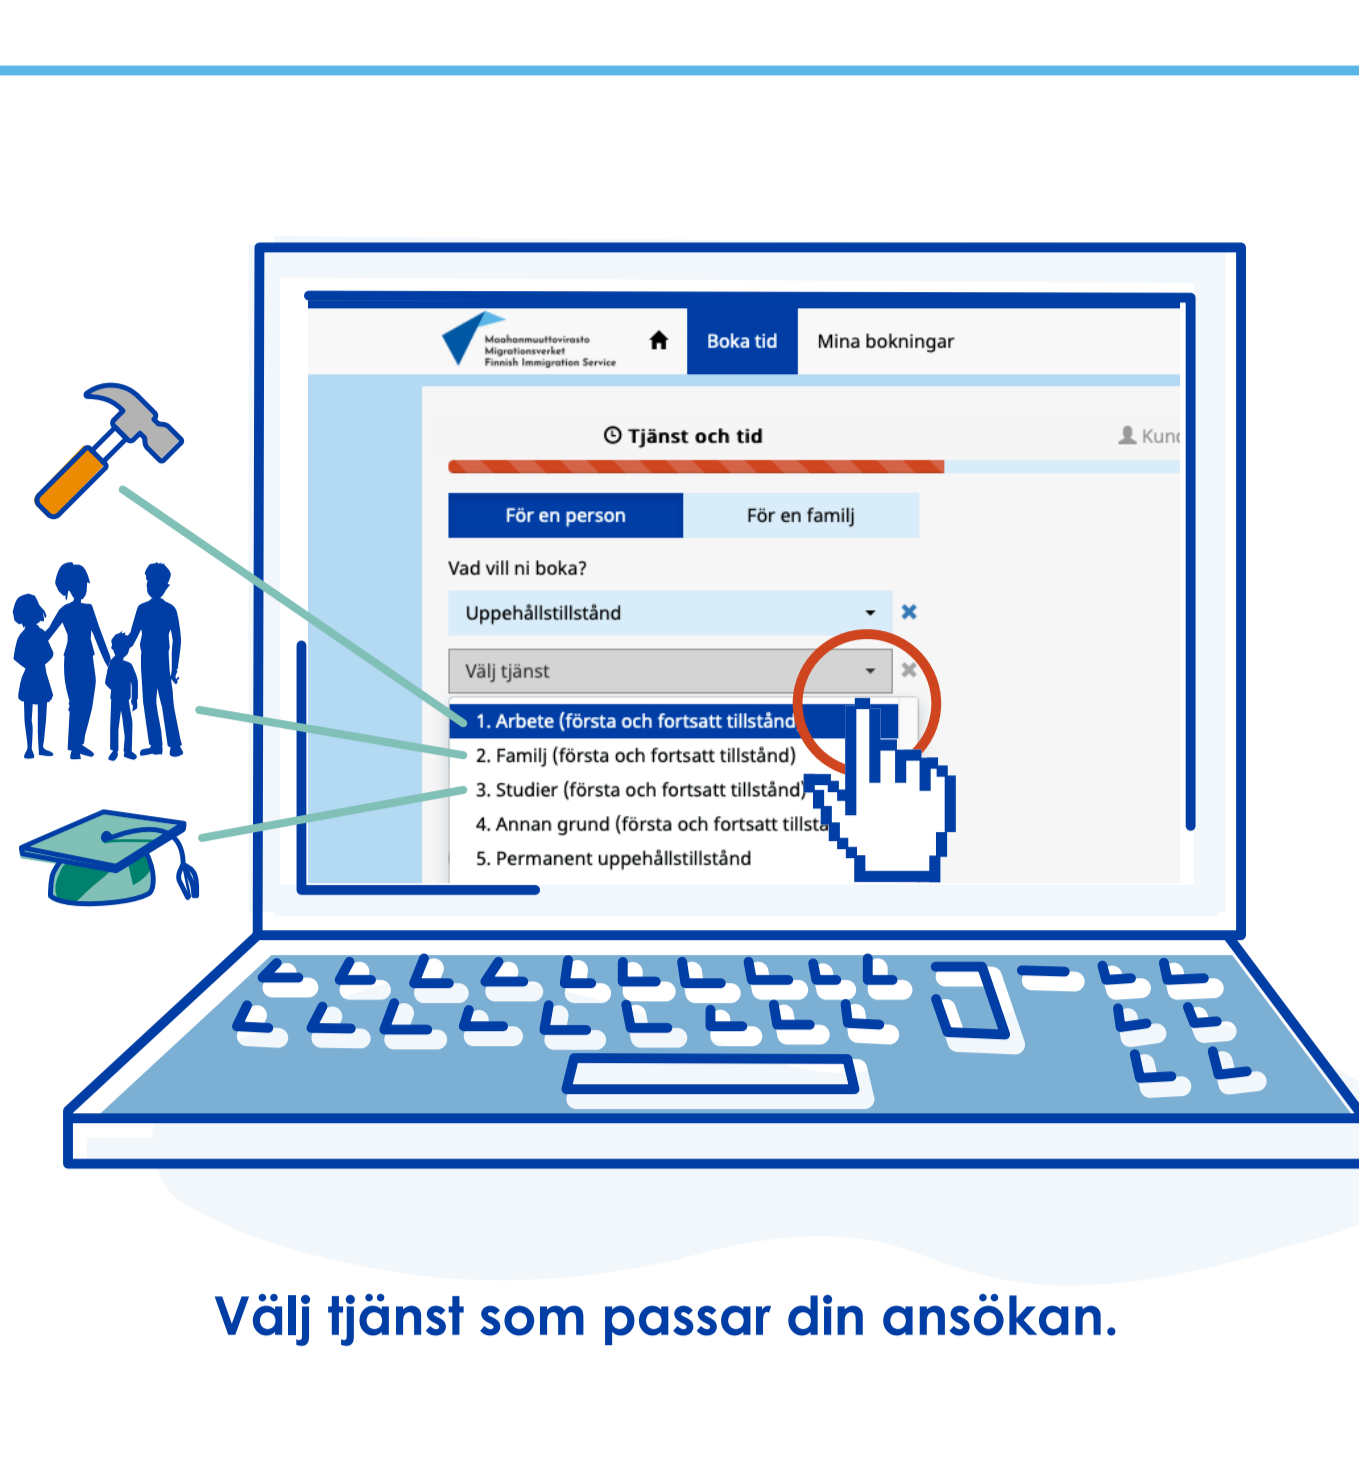 Maahanmuuttovirasto
Migrationsverket
Finnish Immigration Service
Boka tid
Mina bokningar
Tjänst och tid
För en person
För en familj
Vad vill ni boka?
Uppehållstillstånd
Välj tjänst
1. Arbete (första och fortsatt tillstånd
2. Familj (första och fortsatt tillstånd)
3. Studier (första och fortsatt tillstånd)
4. Annan grund (första och fortsatt
5. Permanent uppehållstillstånd
Välj tjänst som passar din ansökan.